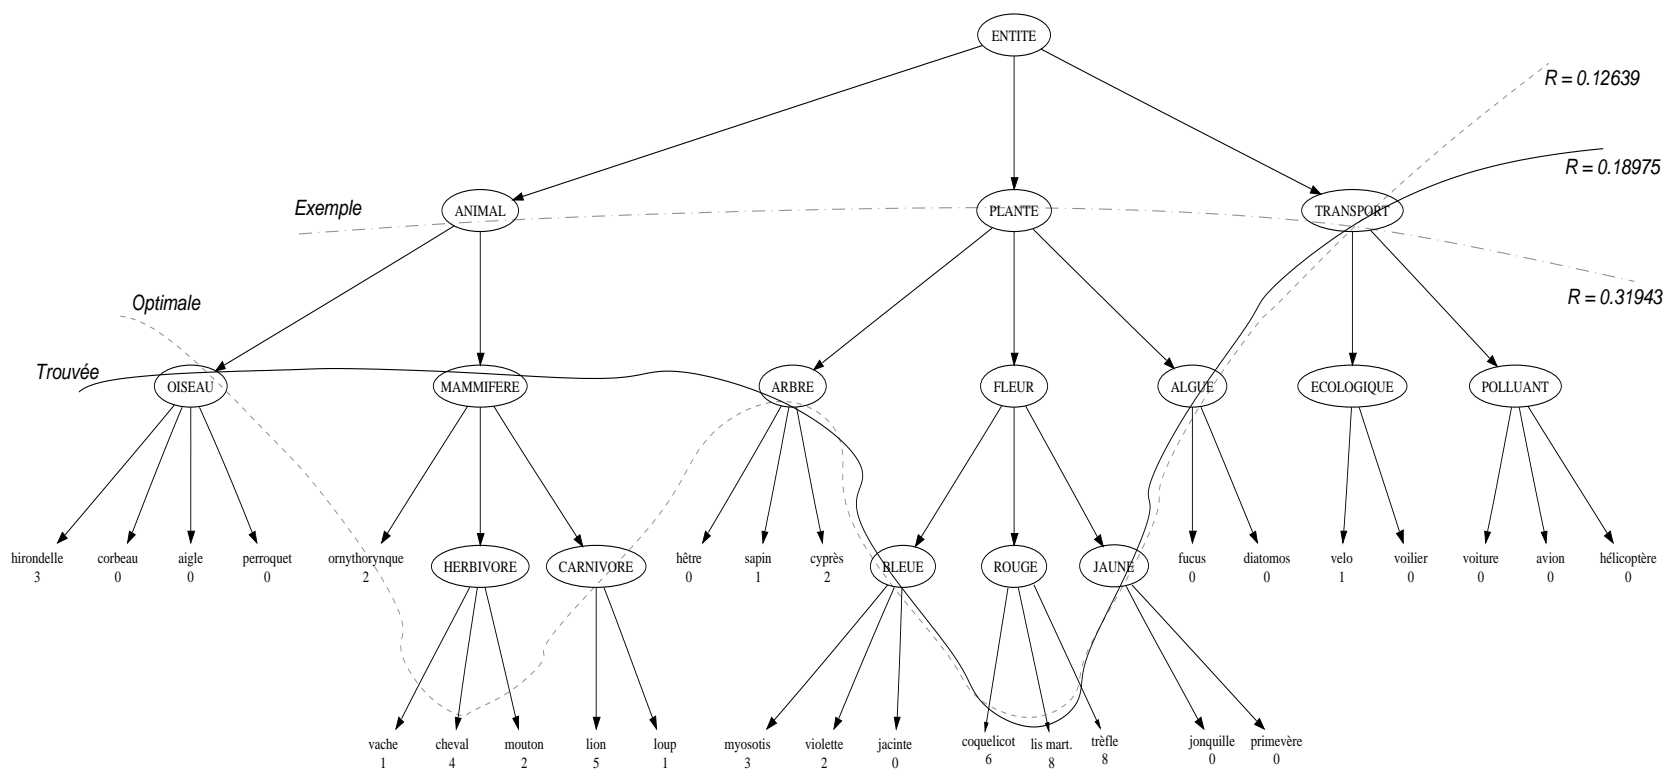 ENTITE
R = 0.12639
R = 0.18975
Exemple
ANIMAL
PLANTE
TRANSPORT
R = 0.31943
Optimale
Trouvée
OISEAU
MAMMIFERE
ARBRE
FLEUR
ALGUE
ECOLOGIQUE
POLLUANT
hirondelle corbeau aigle perroquet ornythorynque HERBIVORE CARNIVORE hêtre sapin cyprès BLEUE ROUGE JAUNE fucus diatomos velo voilier voiture avion hélicoptère
3 0 0 0 2 0 1 2 0 0 1 0 0 0 0
vache cheval mouton lion loup myosotis violette jacinte coquelicot lis mart. trèfle jonquille primevère
1 4 2 5 1 3 2 0 6 8 8 0 0